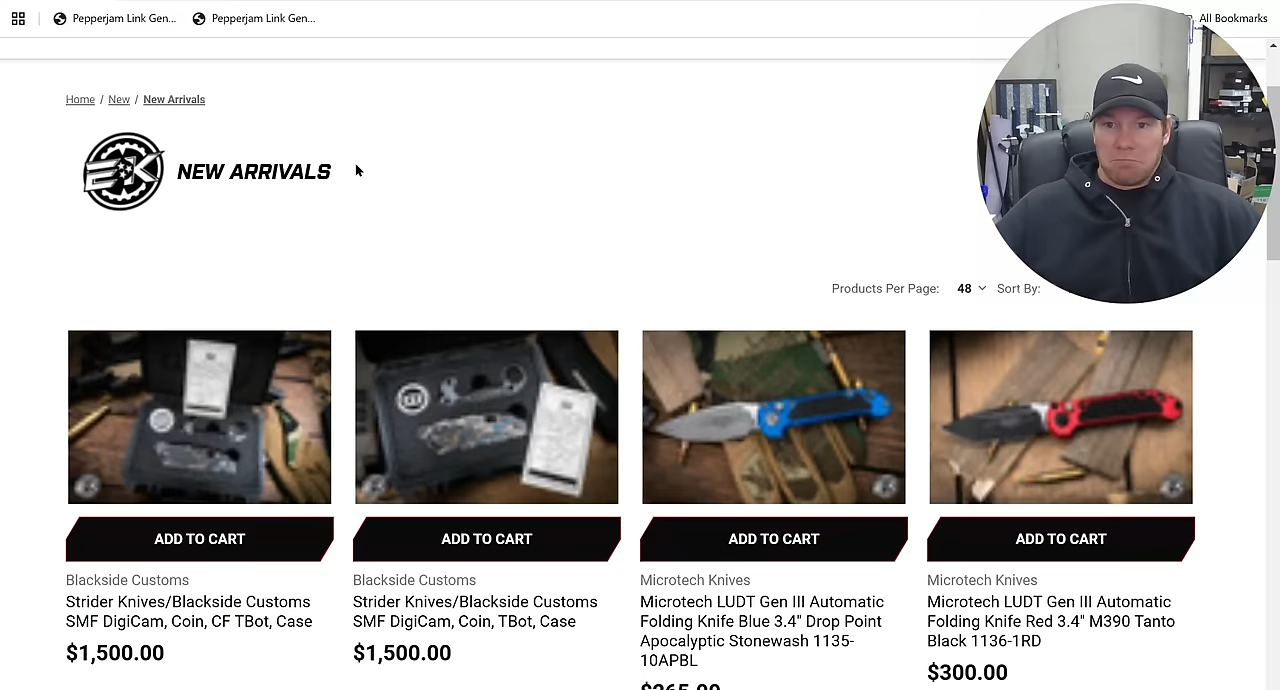 Pepperjam Link Gen...
Pepperjam Link Gen...
All Bookmarks
Home / New / New Arrivals
EK
NEW ARRIVALS
Products Per Page: 48 Sort By:
ADD TO CART
ADD TO CART
ADD TO CART
ADD TO CART
Blackside Customs
Strider Knives/Blackside Customs
SMF DigiCam, Coin, CF TBot, Case
$1,500.00
Blackside Customs
Strider Knives/Blackside Customs
SMF DigiCam, Coin, TBot, Case
$1,500.00
Microtech Knives
Microtech LUDT Gen III Automatic
Folding Knife Blue 3.4" Drop Point
Apocalyptic Stonewash 1135-
10APBL
$265.00
Microtech Knives
Microtech LUDT Gen III Automatic
Folding Knife Red 3.4" M390 Tanto
Black 1136-1RD
$300.00